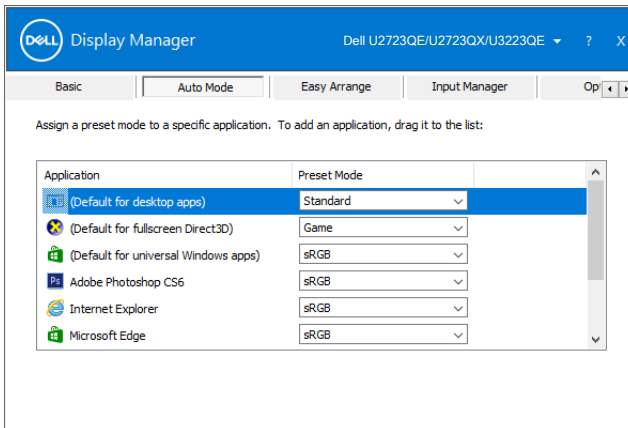 DELL Display Manager Dell U2723QE/U2723QX/U3223QE ? X
Basic Auto Mode Easy Arrange Input Manager Op
Assign a preset mode to a specific application. To add an application, drag it to the list:
Application Preset Mode
(Default for desktop apps) Standard
(Default for fullscreen Direct3D) Game
(Default for universal Windows apps) sRGB
Ps Adobe Photoshop CS6 sRGB
Internet Explorer sRGB
Microsoft Edge sRGB